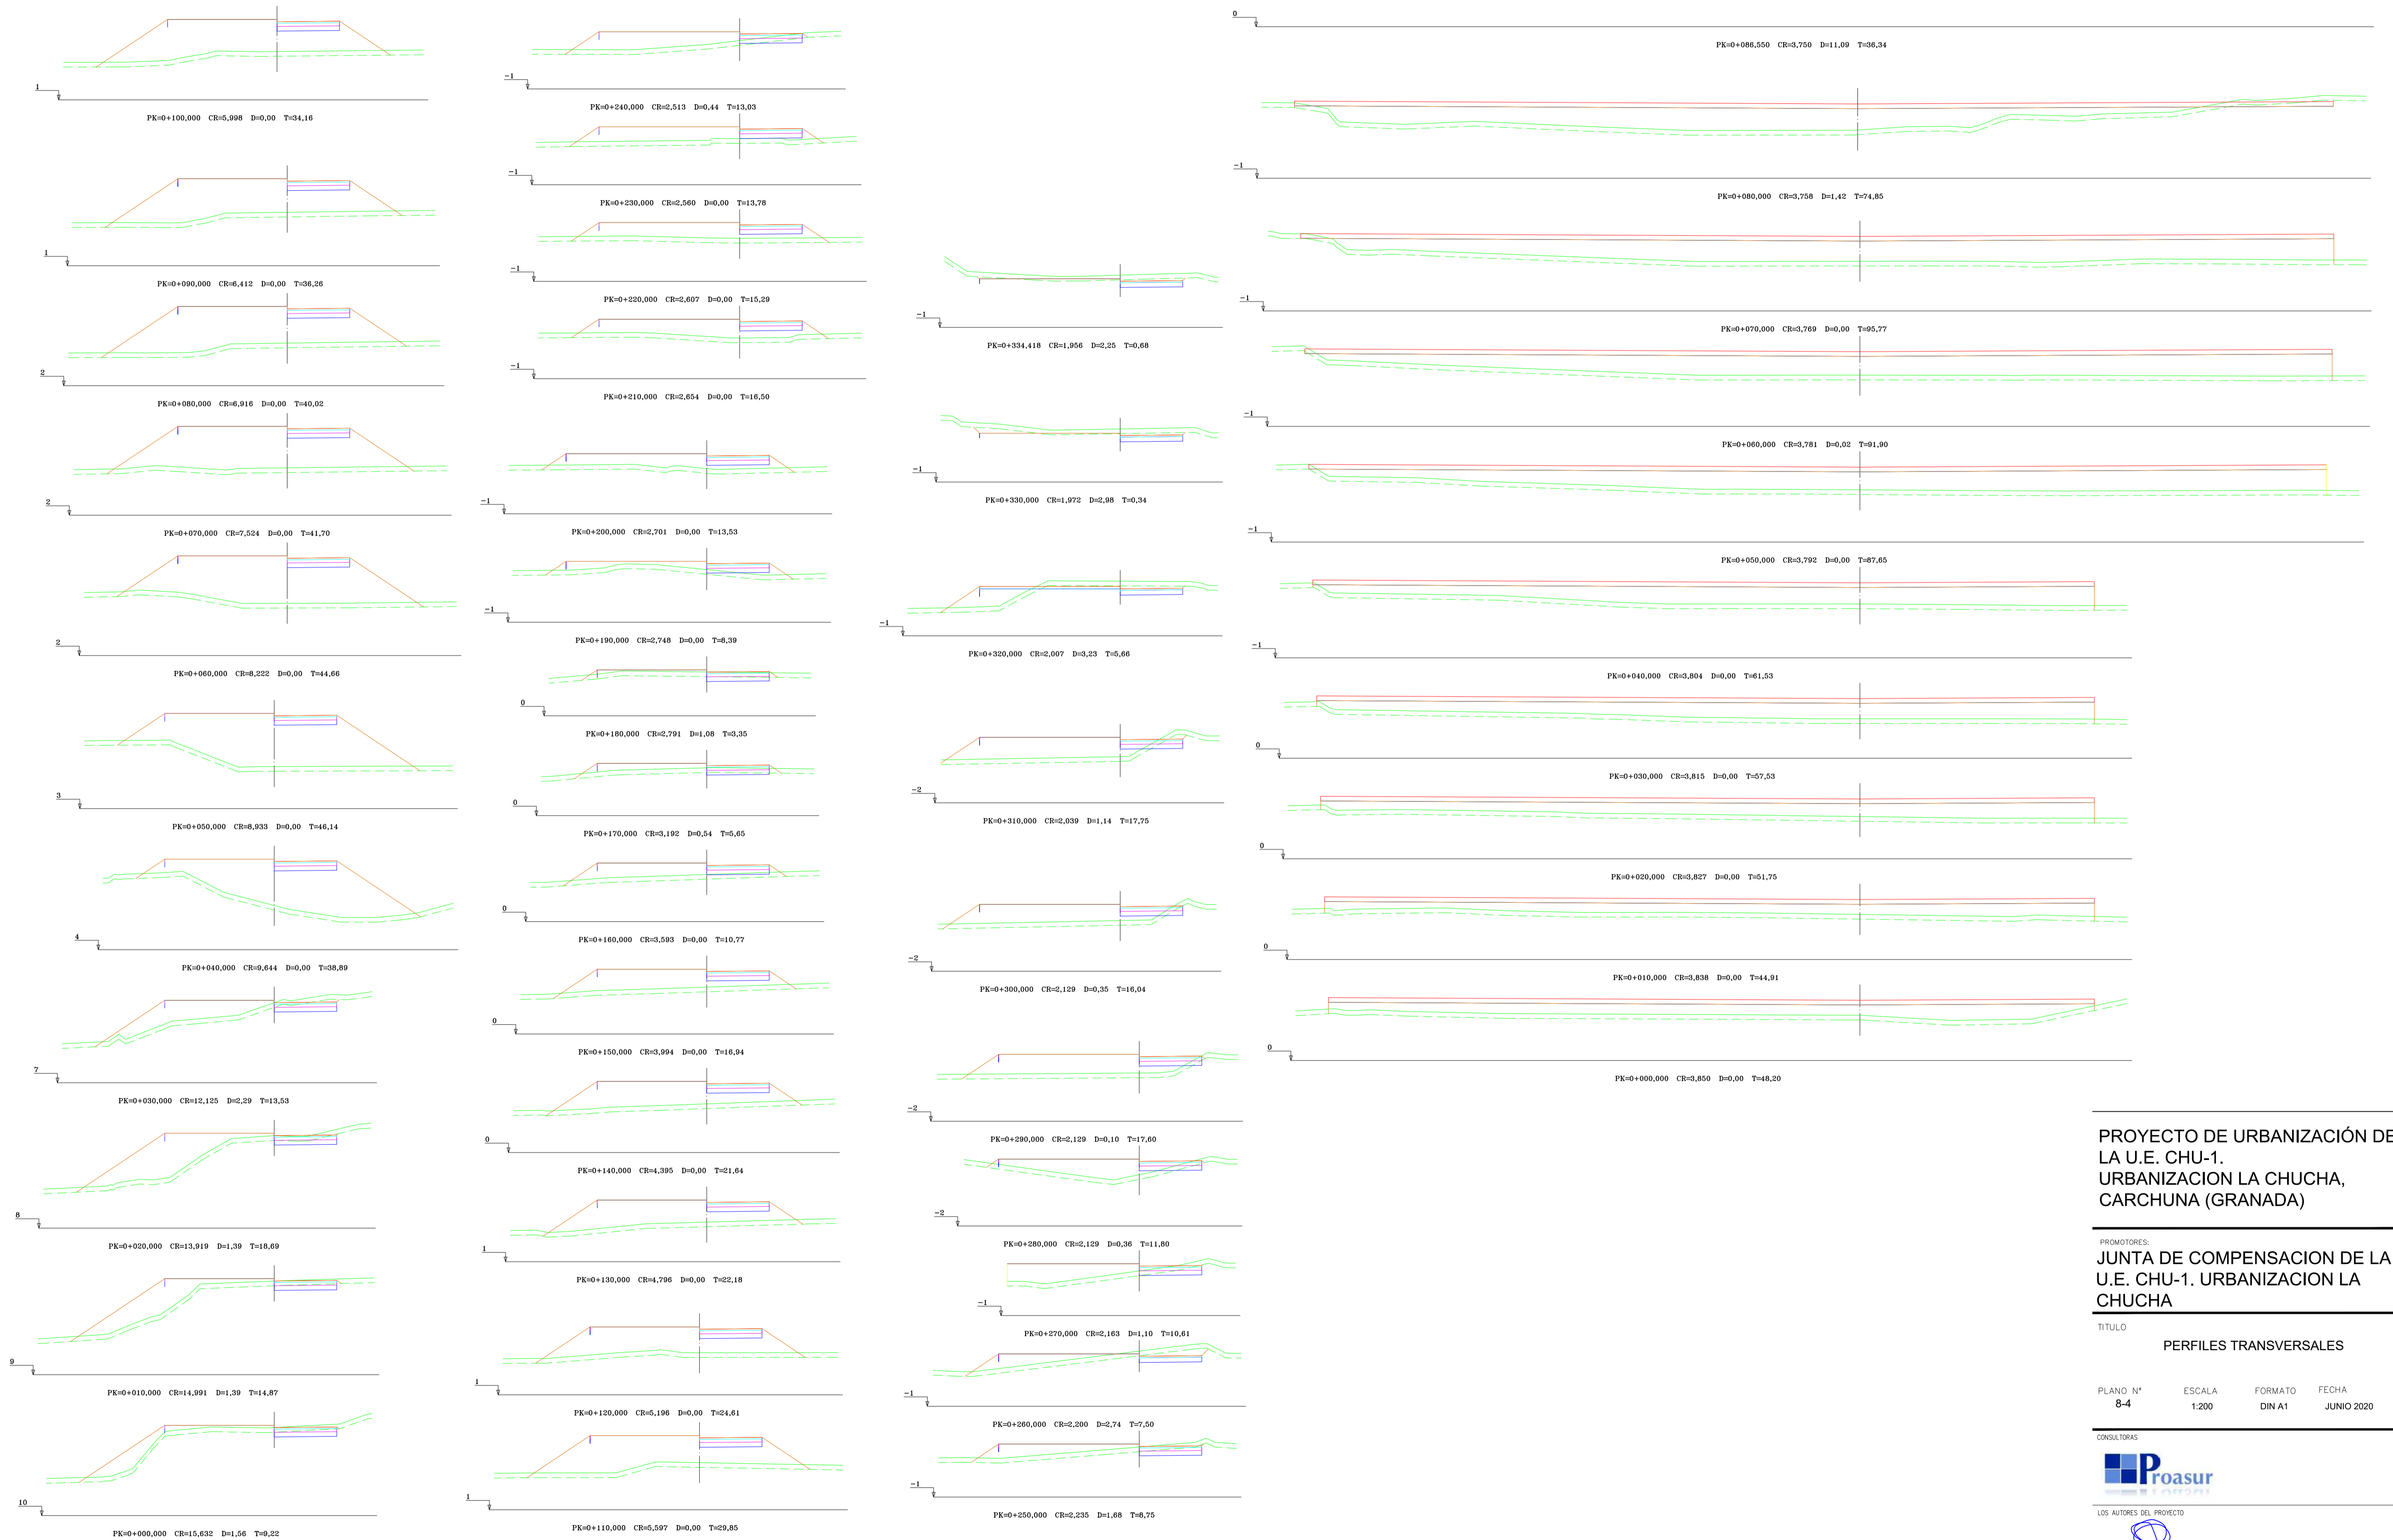 1
PK=0+100,000 CR=5,998 D=0,00 T=34,16
1
PK=0+090,000 CR=6,412 D=0,00 T=36,26
2
PK=0+080,000 CR=6,916 D=0,00 T=40,02
2
PK=0+070,000 CR=7,524 D=0,00 T=41,70
2
PK=0+060,000 CR=8,222 D=0,00 T=44,66
3
PK=0+050,000 CR=8,933 D=0,00 T=46,14
4
PK=0+040,000 CR=9,644 D=0,00 T=38,89
7
PK=0+030,000 CR=12,125 D=2,29 T=13,53
8
PK=0+020,000 CR=13,919 D=1,39 T=18,69
9
PK=0+010,000 CR=14,991 D=1,39 T=14,87
10
PK=0+000,000 CR=15,632 D=1,56 T=9,22
-1
PK=0+240,000 CR=2,513 D=0,44 T=13,03
-1
PK=0+230,000 CR=2,560 D=0,00 T=13,78
-1
PK=0+220,000 CR=2,607 D=0,00 T=15,29
-1
PK=0+210,000 CR=2,654 D=0,00 T=16,50
-1
PK=0+200,000 CR=2,701 D=0,00 T=13,53
-1
PK=0+190,000 CR=2,748 D=0,00 T=8,39
0
PK=0+180,000 CR=2,791 D=1,08 T=3,35
0
PK=0+170,000 CR=3,192 D=0,54 T=5,65
0
PK=0+160,000 CR=3,593 D=0,00 T=10,77
0
PK=0+150,000 CR=3,994 D=0,00 T=16,94
0
PK=0+140,000 CR=4,395 D=0,00 T=21,64
1
PK=0+130,000 CR=4,796 D=0,00 T=22,18
1
PK=0+120,000 CR=5,196 D=0,00 T=24,61
1
PK=0+110,000 CR=5,597 D=0,00 T=29,85
-1
PK=0+334,418 CR=1,956 D=2,25 T=0,68
-1
PK=0+330,000 CR=1,972 D=2,98 T=0,34
-1
PK=0+320,000 CR=2,007 D=3,23 T=5,66
-2
PK=0+310,000 CR=2,039 D=1,14 T=17,75
-2
PK=0+300,000 CR=2,129 D=0,35 T=16,04
-2
PK=0+290,000 CR=2,129 D=0,10 T=17,60
-2
PK=0+280,000 CR=2,129 D=0,36 T=11,80
-1
PK=0+270,000 CR=2,163 D=1,10 T=10,61
-1
PK=0+260,000 CR=2,200 D=2,74 T=7,50
-1
PK=0+250,000 CR=2,235 D=1,68 T=8,75
0
PK=0+086,550 CR=3,750 D=11,09 T=36,34
-1
PK=0+080,000 CR=3,758 D=1,42 T=74,85
-1
PK=0+070,000 CR=3,769 D=0,00 T=95,77
-1
PK=0+060,000 CR=3,781 D=0,02 T=91,90
-1
PK=0+050,000 CR=3,792 D=0,00 T=87,65
-1
PK=0+040,000 CR=3,804 D=0,00 T=61,53
0
PK=0+030,000 CR=3,815 D=0,00 T=57,53
0
PK=0+020,000 CR=3,827 D=0,00 T=51,75
0
PK=0+010,000 CR=3,838 D=0,00 T=44,91
0
PK=0+000,000 CR=3,850 D=0,00 T=48,20
PROYECTO DE URBANIZACIÓN DE
LA U.E. CHU-1.
URBANIZACION LA CHUCHA,
CARCHUNA (GRANADA)
PROMOTORES:
JUNTA DE COMPENSACION DE LA
U.E. CHU-1. URBANIZACION LA
CHUCHA
TITULO
PERFILES TRANSVERSALES
PLANO Nº ESCALA FORMATO FECHA
8-4 1:200 DIN A1 JUNIO 2020
CONSULTORAS
Proasur
LOS AUTORES DEL PROYECTO